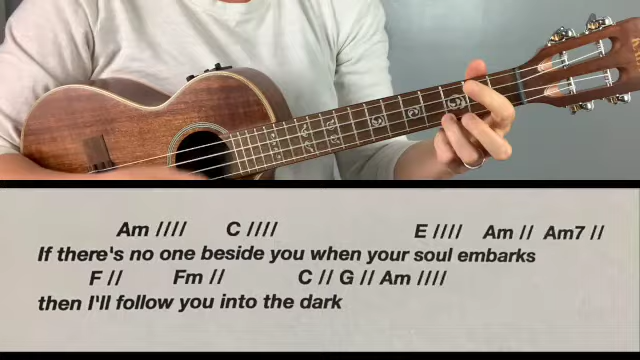 Am //// C //// E //// Am // Am7 //
If there's no one beside you when your soul embarks
F // Fm // C // G // Am ////
then I'll follow you into the dark